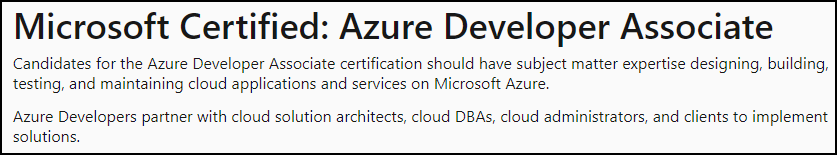 Microsoft Certified: Azure Developer Associate
Candidates for the Azure Developer Associate certification should have subject matter expertise designing, building,
testing, and maintaining cloud applications and services on Microsoft Azure.
Azure Developers partner with cloud solution architects, cloud DBAs, cloud administrators, and clients to implement
solutions.